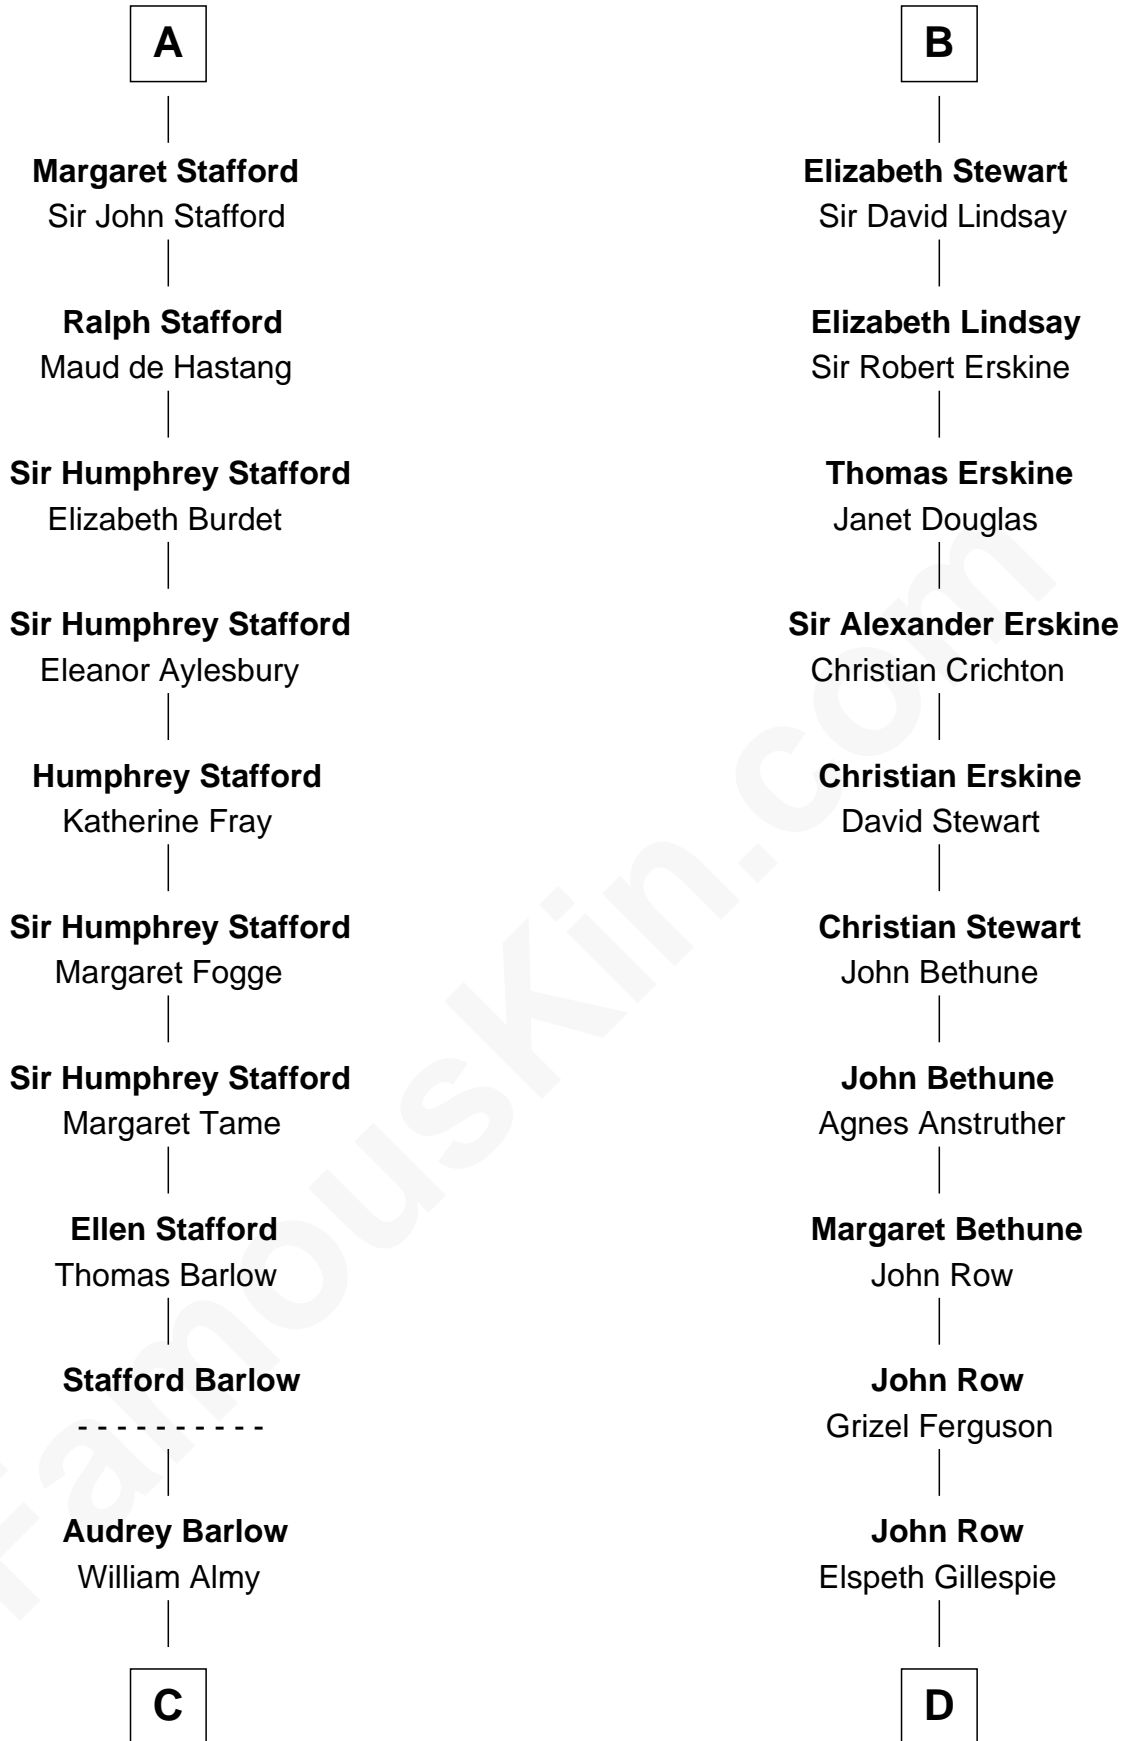 A
Margaret Stafford
Sir John Stafford
Ralph Stafford
Maud de Hastang
Sir Humphrey Stafford
Elizabeth Burdet
Sir Humphrey Stafford
Eleanor Aylesbury
Humphrey Stafford
Katherine Fray
Sir Humphrey Stafford
Margaret Fogge
Sir Humphrey Stafford
Margaret Tame
Ellen Stafford
Thomas Barlow
Stafford Barlow
- - - - - - - - - -
Audrey Barlow
William Almy
C
B
Elizabeth Stewart
Sir David Lindsay
Elizabeth Lindsay
Sir Robert Erskine
Thomas Erskine
Janet Douglas
Sir Alexander Erskine
Christian Crichton
Christian Erskine
David Stewart
Christian Stewart
John Bethune
John Bethune
Agnes Anstruther
Margaret Bethune
John Row
John Row
Grizel Ferguson
John Row
Elspeth Gillespie
D
FamousKin.com